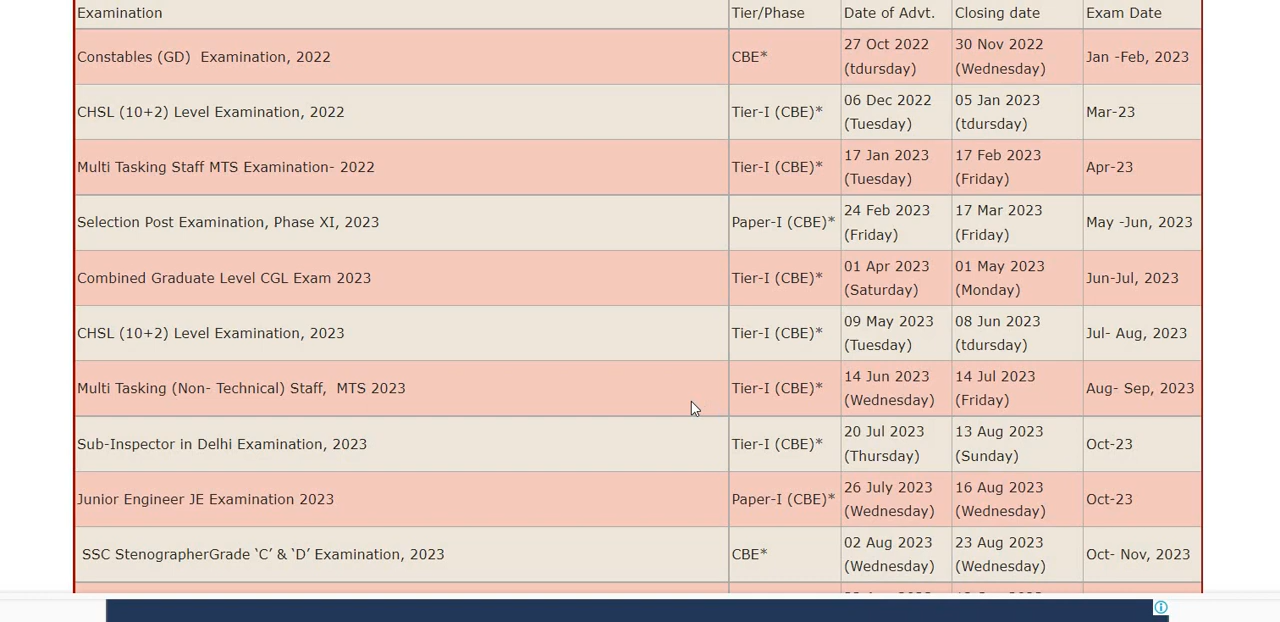 Examination Tier/Phase Date of Advt. Closing date Exam Date
Constables (GD)  Examination, 2022 CBE* 27 Oct 2022 (tdursday) 30 Nov 2022 (Wednesday) Jan -Feb, 2023
CHSL (10+2) Level Examination, 2022 Tier-I (CBE)* 06 Dec 2022 (Tuesday) 05 Jan 2023 (tdursday) Mar-23
Multi Tasking Staff MTS Examination- 2022 Tier-I (CBE)* 17 Jan 2023 (Tuesday) 17 Feb 2023 (Friday) Apr-23
Selection Post Examination, Phase XI, 2023 Paper-I (CBE)* 24 Feb 2023 (Friday) 17 Mar 2023 (Friday) May -Jun, 2023
Combined Graduate Level CGL Exam 2023 Tier-I (CBE)* 01 Apr 2023 (Saturday) 01 May 2023 (Monday) Jun-Jul, 2023
CHSL (10+2) Level Examination, 2023 Tier-I (CBE)* 09 May 2023 (Tuesday) 08 Jun 2023 (tdursday) Jul- Aug, 2023
Multi Tasking (Non- Technical) Staff,  MTS 2023 Tier-I (CBE)* 14 Jun 2023 (Wednesday) 14 Jul 2023 (Friday) Aug- Sep, 2023
Sub-Inspector in Delhi Examination, 2023 Tier-I (CBE)* 20 Jul 2023 (Thursday) 13 Aug 2023 (Sunday) Oct-23
Junior Engineer JE Examination 2023 Paper-I (CBE)* 26 July 2023 (Wednesday) 16 Aug 2023 (Wednesday) Oct-23
SSC StenographerGrade ‘C’ & ‘D’ Examination, 2023 CBE* 02 Aug 2023 (Wednesday) 23 Aug 2023 (Wednesday) Oct- Nov, 2023